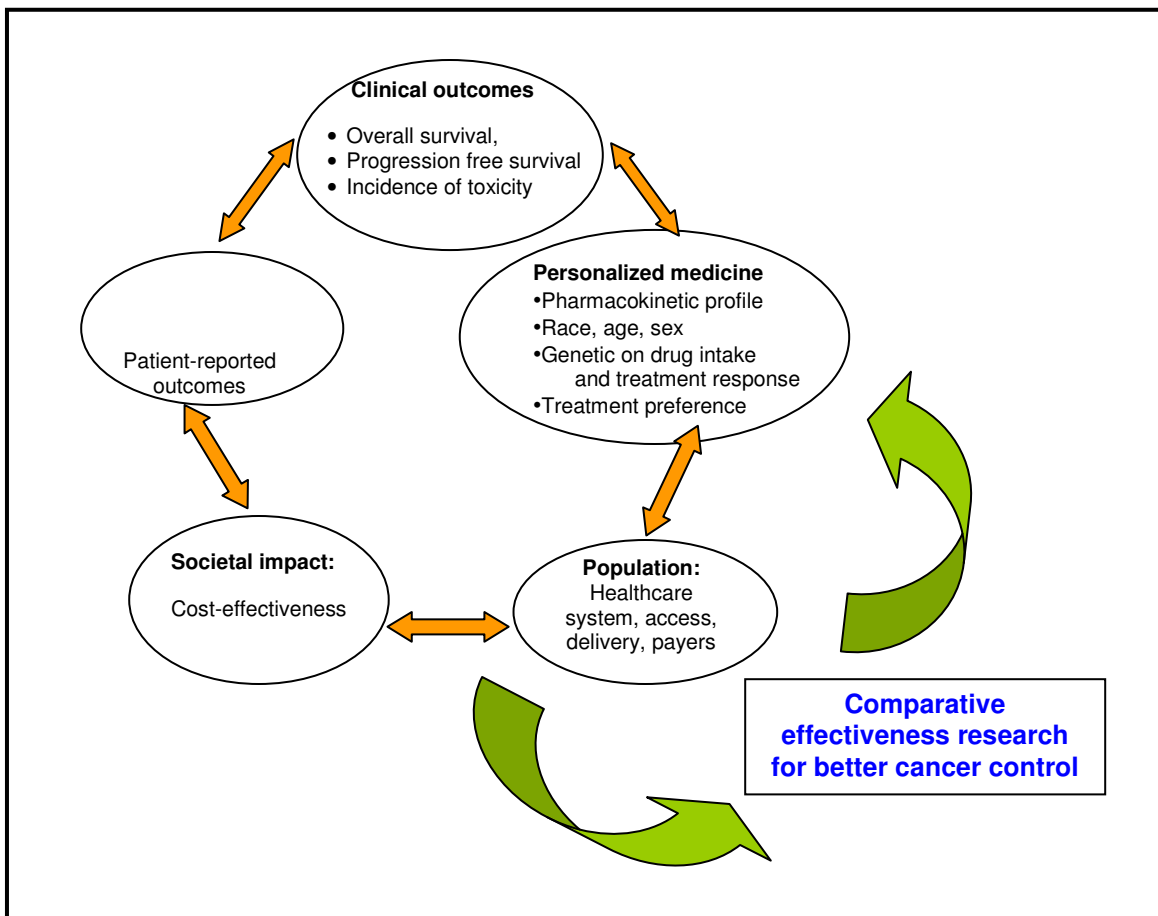 Clinical outcomes
• Overall survival,
• Progression free survival
• Incidence of toxicity
Personalized medicine
•Pharmacokinetic profile
•Race, age, sex
•Genetic on drug intake
and treatment response
•Treatment preference
Patient-reported
outcomes
Societal impact:
Cost-effectiveness
Population:
Healthcare
system, access,
delivery, payers
Comparative
effectiveness research
for better cancer control